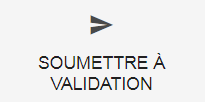 SOUMETTRE À
VALIDATION